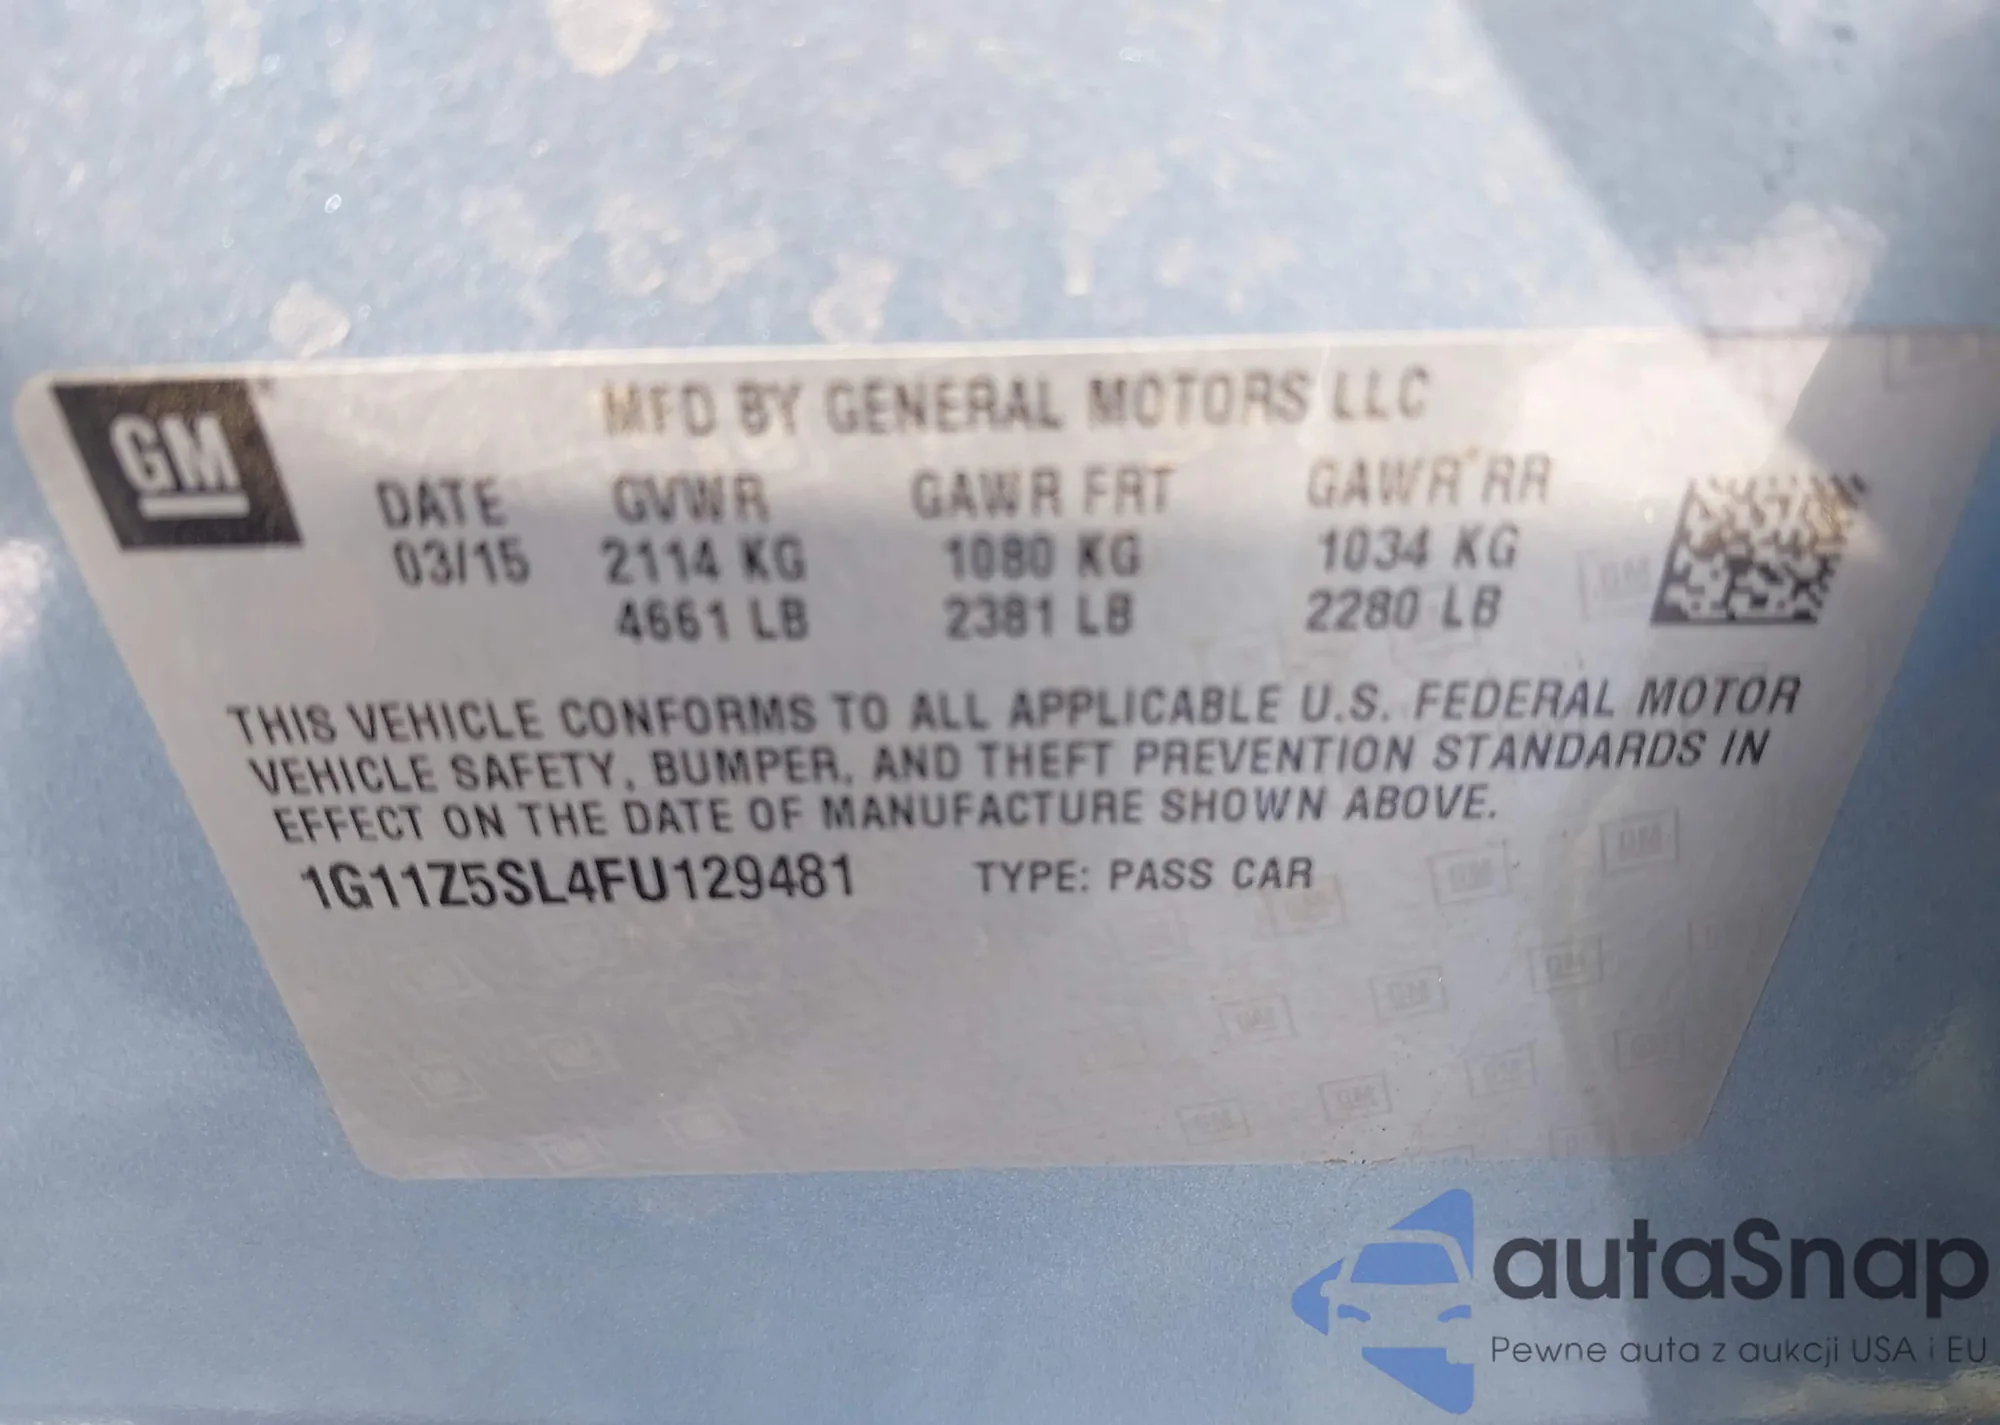 GM
MFD BY GENERAL MOTORS LLC
DATE GVWR GAWR FRT GAWR RR
03/15 2114 KG 1080 KG 1034 KG
4661 LB 2381 LB 2280 LB
THIS VEHICLE CONFORMS TO ALL APPLICABLE U.S. FEDERAL MOTOR
VEHICLE SAFETY, BUMPER, AND THEFT PREVENTION STANDARDS IN
EFFECT ON THE DATE OF MANUFACTURE SHOWN ABOVE.
1G11Z5SL4FU129481 TYPE: PASS CAR
autaSnap
Pewne auta z aukcji USA i EU